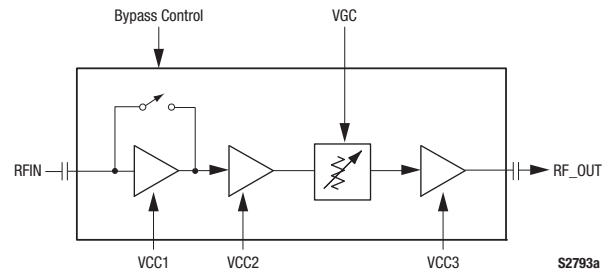 Bypass Control
VGC
RFIN
RF_OUT
VCC1
VCC2
VCC3
S2793a